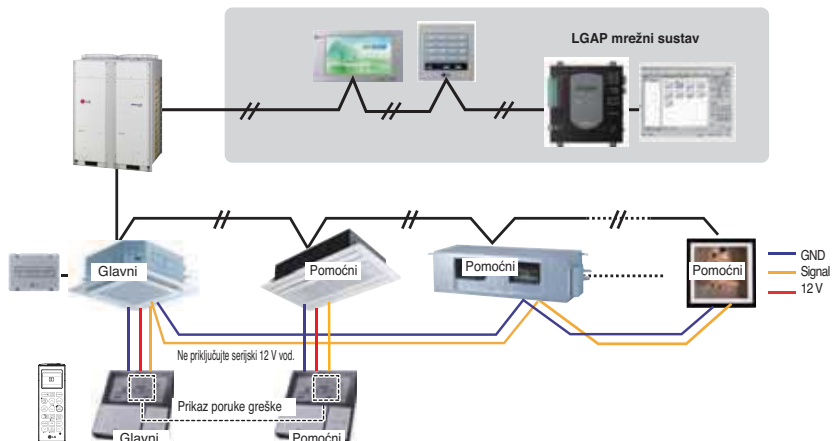 LGAP mrežni sustav
Glavni
Pomoćni
Pomoćni
Pomoćni
GND
Signal
12 V
Ne priključujte serijski 12 V vod.
Prikaz poruke greške
Glavni
Pomoćni